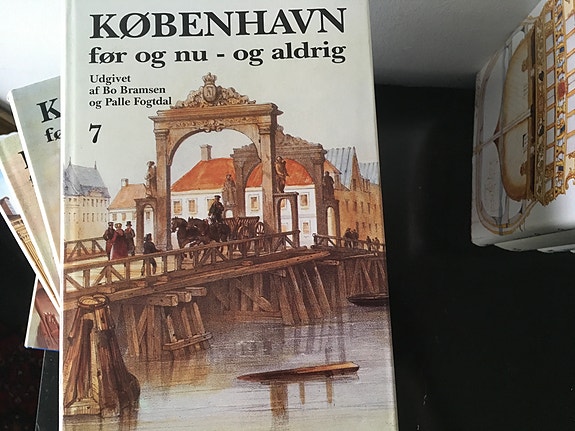 KØBENHAVN
før og nu - og aldrig
Udgivet
af Bo Bramsen
og Palle Fogtdal
7
K